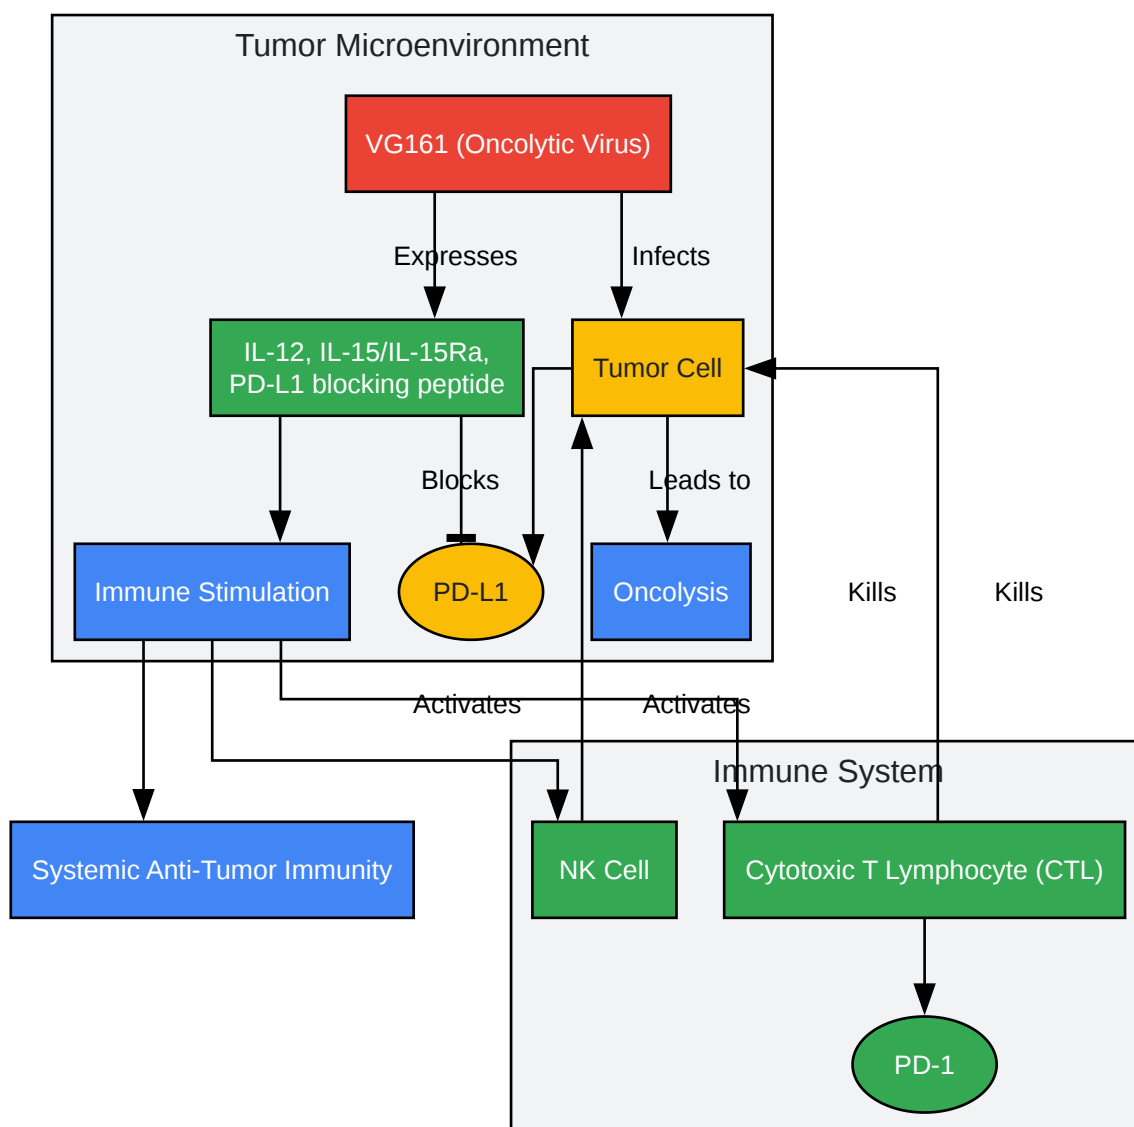 Tumor Microenvironment
VG161 (Oncolytic Virus)
Expresses
Infects
IL-12, IL-15/IL-15Ra,
PD-L1 blocking peptide
Tumor Cell
Blocks
Leads to
Immune Stimulation
PD-L1
Oncolysis
Kills
Kills
Activates
Activates
Immune System
Systemic Anti-Tumor Immunity
NK Cell
Cytotoxic T Lymphocyte (CTL)
PD-1